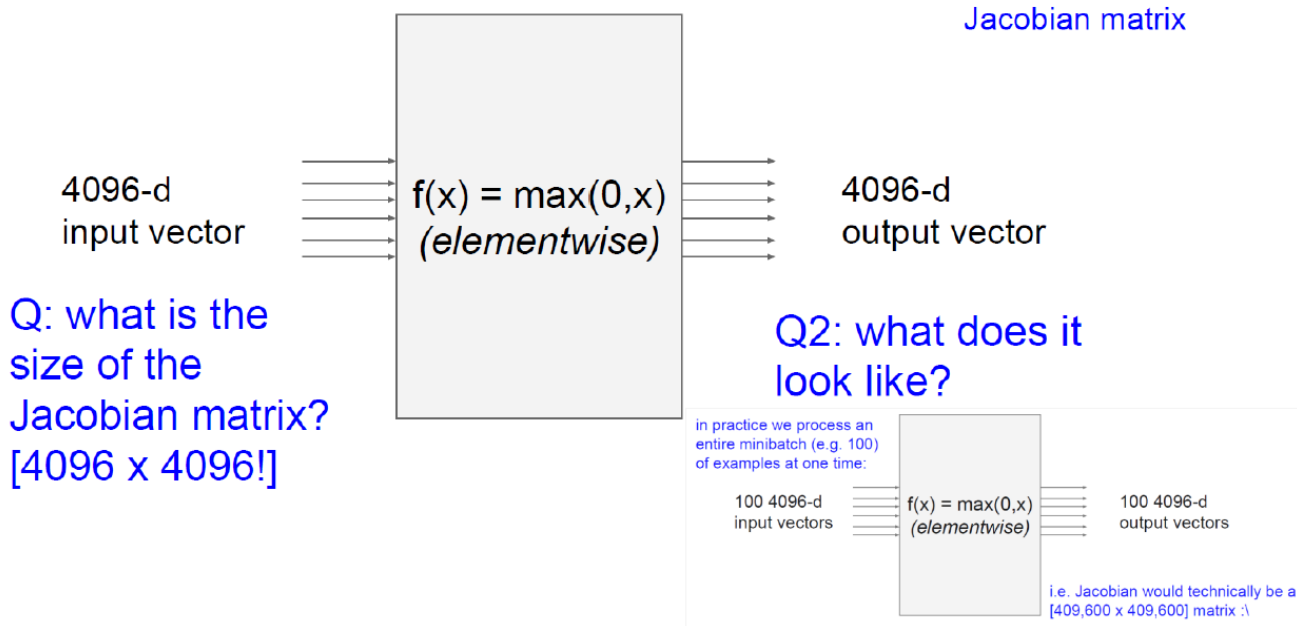 Jacobian matrix
4096-d
input vector
f(x) = max(0,x)
(elementwise)
4096-d
output vector
Q: what is the
size of the
Jacobian matrix?
[4096 x 4096!]
Q2: what does it
look like?
in practice we process an
entire minibatch (e.g. 100)
of examples at one time:
100 4096-d
input vectors
f(x) = max(0,x)
(elementwise)
100 4096-d
output vectors
i.e. Jacobian would technically be a
[409,600 x 409,600] matrix :\